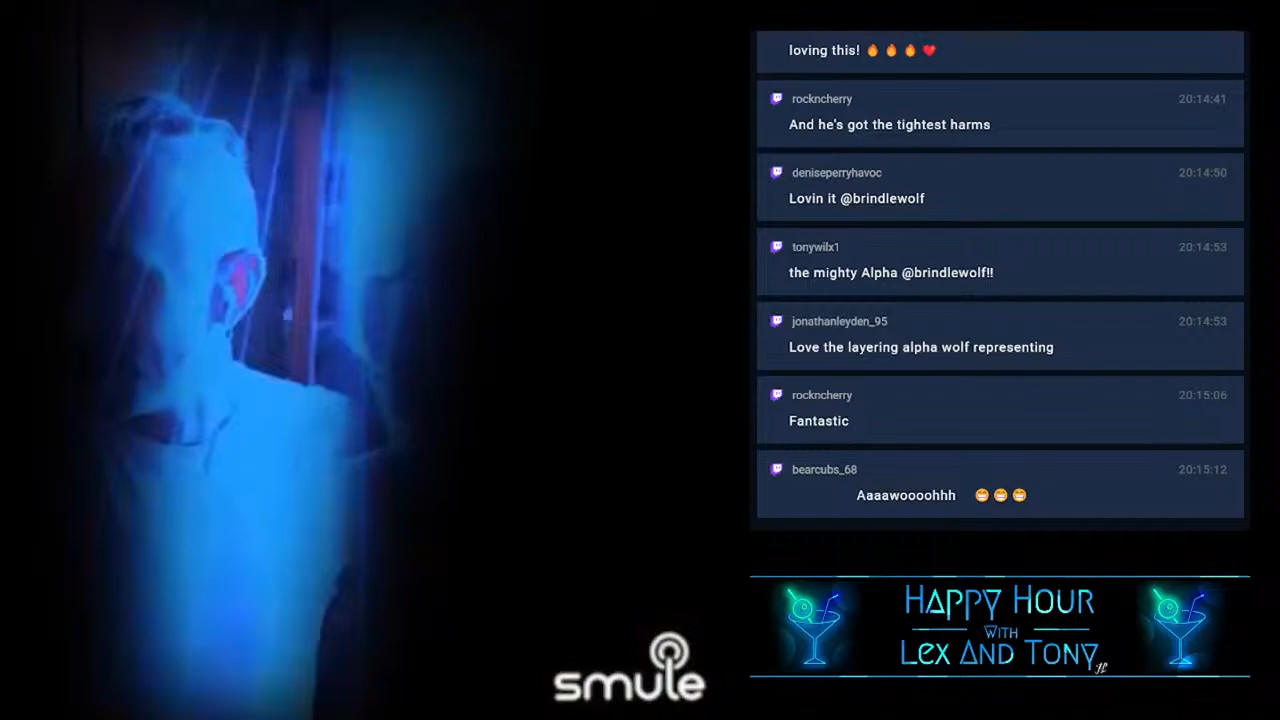 loving this! 🔥 🔥 🔥 ❤️
rockncherry 20:14:41
And he's got the tightest harms
deniseperryhavoc 20:14:50
Lovin it @brindlewolf
tonywilx1 20:14:53
the mighty Alpha @brindlewolf!!
jonathanleyden_95 20:14:53
Love the layering alpha wolf representing
rockncherry 20:15:06
Fantastic
bearcubs_68 20:15:12
Aaaawoooohhh 😁 😁 😁
HAPPY HOUR
WITH
LEX AND TONY
smule